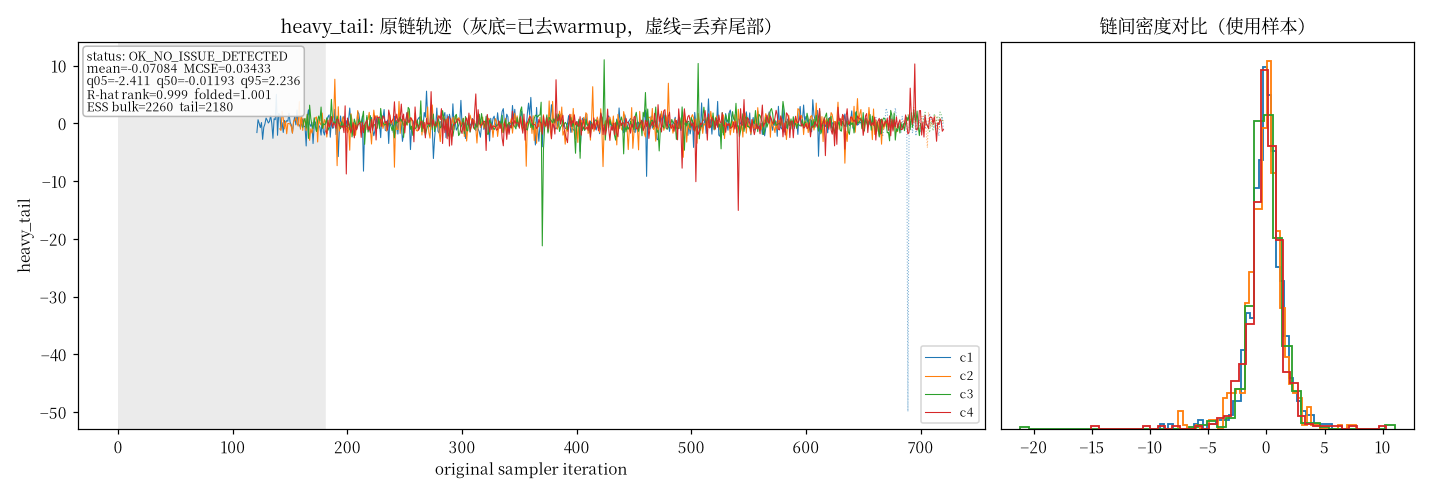 heavy_tail: 原链轨迹（灰底=已去warmup，虚线=丢弃尾部）
status: OK_NO_ISSUE_DETECTED
mean=-0.07084 MCSE=0.03433
q05=-2.411 q50=-0.01193 q95=2.236
R-hat rank=0.999 folded=1.001
ESS bulk=2260 tail=2180
10
0
−10
−20
−30
−40
−50
heavy_tail
c1
c2
c3
c4
0 100 200 300 400 500 600 700
original sampler iteration
链间密度对比（使用样本）
−20 −15 −10 −5 0 5 10